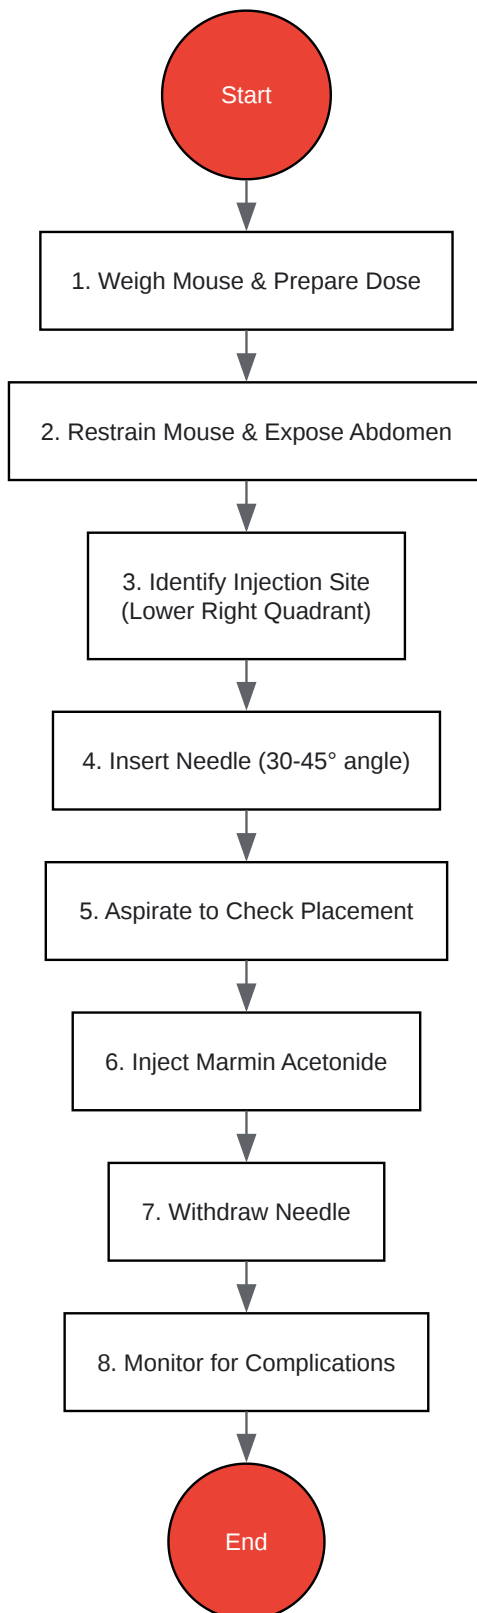 Start
1. Weigh Mouse & Prepare Dose
2. Restrain Mouse & Expose Abdomen
3. Identify Injection Site
(Lower Right Quadrant)
4. Insert Needle (30-45° angle)
5. Aspirate to Check Placement
6. Inject Marmin Acetonide
7. Withdraw Needle
8. Monitor for Complications
End